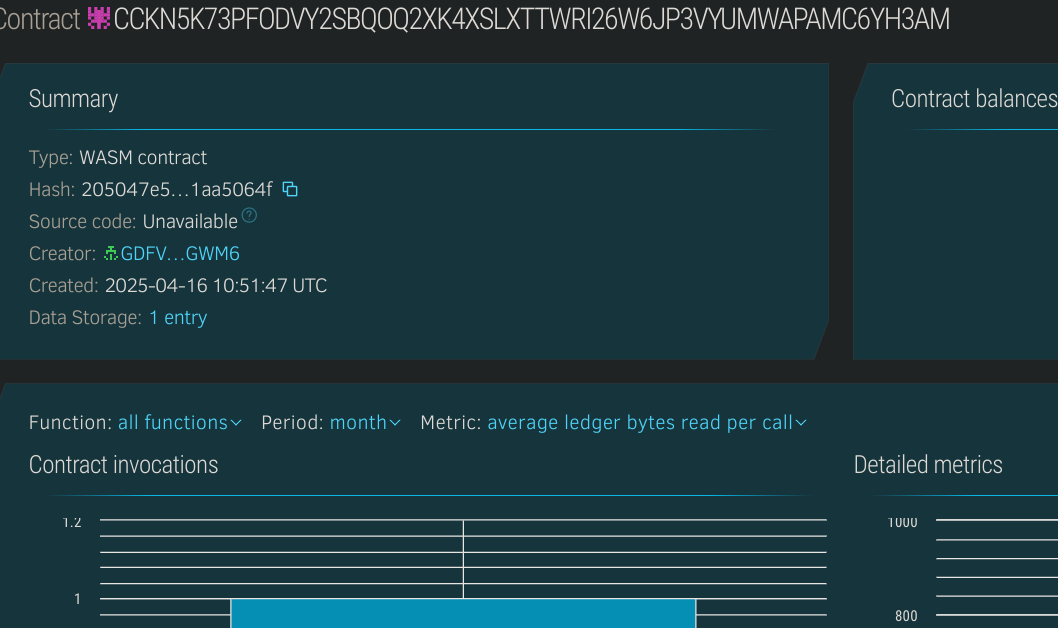 Contract CCKN5K73PFODVY2SBQOQ2XK4XSLXTTWRI26W6JP3VYUMWAPAMC6YH3AM
Summary
Type: WASM contract
Hash: 205047e5…1aa5064f
Source code: Unavailable ?
Creator: GDFV…GWM6
Created: 2025-04-16 10:51:47 UTC
Data Storage: 1 entry
Contract balances
Function: all functions Period: month Metric: average ledger bytes read per call
Contract invocations
1.2
1
Detailed metrics
1000
800